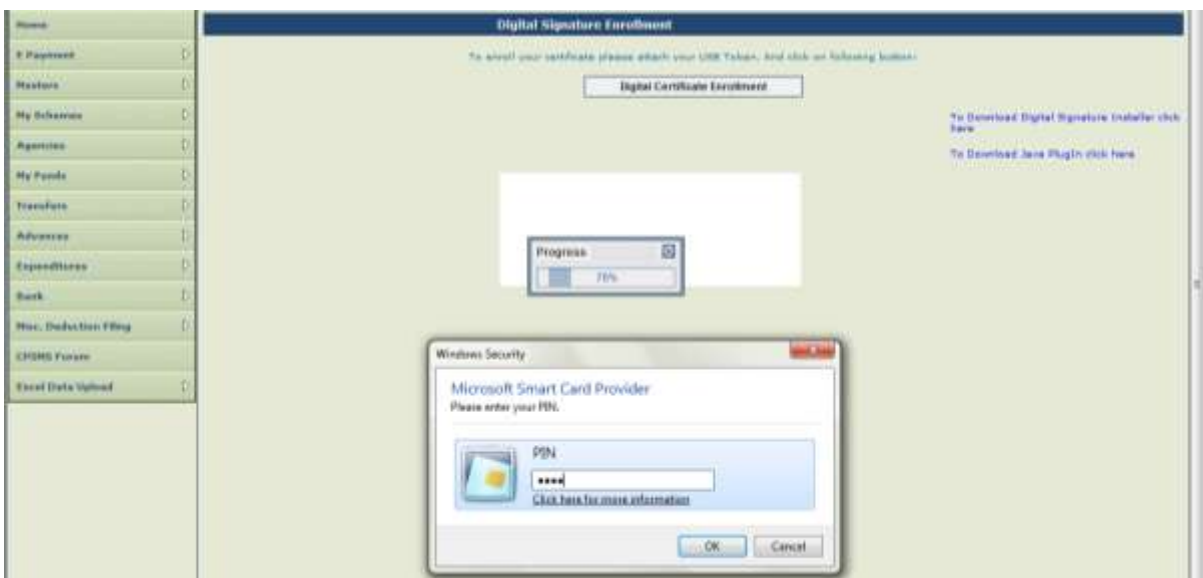 Home
Digital Signature Enrollment
E Payment
To enroll your certificate please attach your USB Token. And click on following button:
Masters
Digital Certificate Enrollment
My Schemes
To Download Digital Signature Installer click
here
Agencies
To Download Java PlugIn click here
My Funds
Transfers
Advances
Expenditures
Progress
76%
Bank
Misc. Deduction Filing
CPSMS Forum
Excel Data Upload
Windows Security
Microsoft Smart Card Provider
Please enter your PIN.
PIN
Click here for more information
OK
Cancel